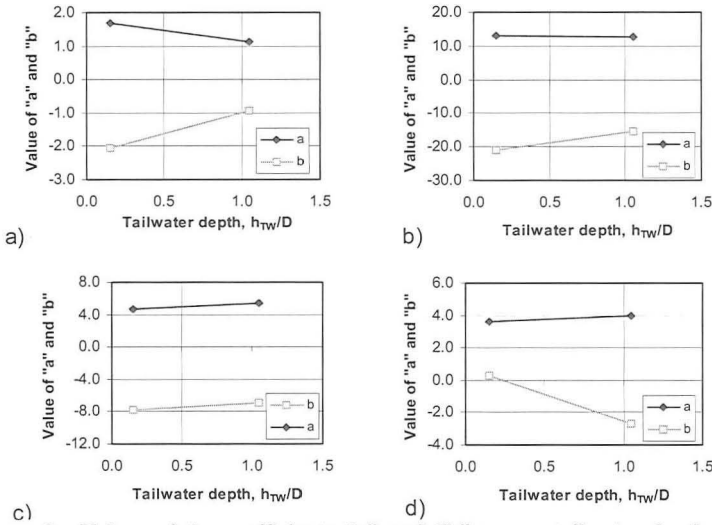 2.0
1.0
0.0
-1.0
-2.0
-3.0
Value of "a" and "b"
a
b
0.0 0.5 1.0 1.5
Tailwater depth, hTW/D
a)
20.0
10.0
0.0
-10.0
-20.0
-30.0
Value of "a" and "b"
a
b
0.0 0.5 1.0 1.5
Tailwater depth, hTW/D
b)
8.0
4.0
0.0
-4.0
-8.0
-12.0
Value of "a" and "b"
b
a
0.0 0.5 1.0 1.5
Tailwater depth, hTW/D
c)
6.0
4.0
2.0
0.0
-2.0
-4.0
Value of "a" and "b"
a
b
0.0 0.5 1.0 1.5
Tailwater depth, hTW/D
d)